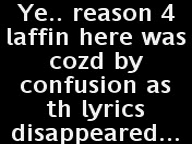 Ye.. reason 4
laffin here was
cozd by
confusion as
th lyrics
disappeared...